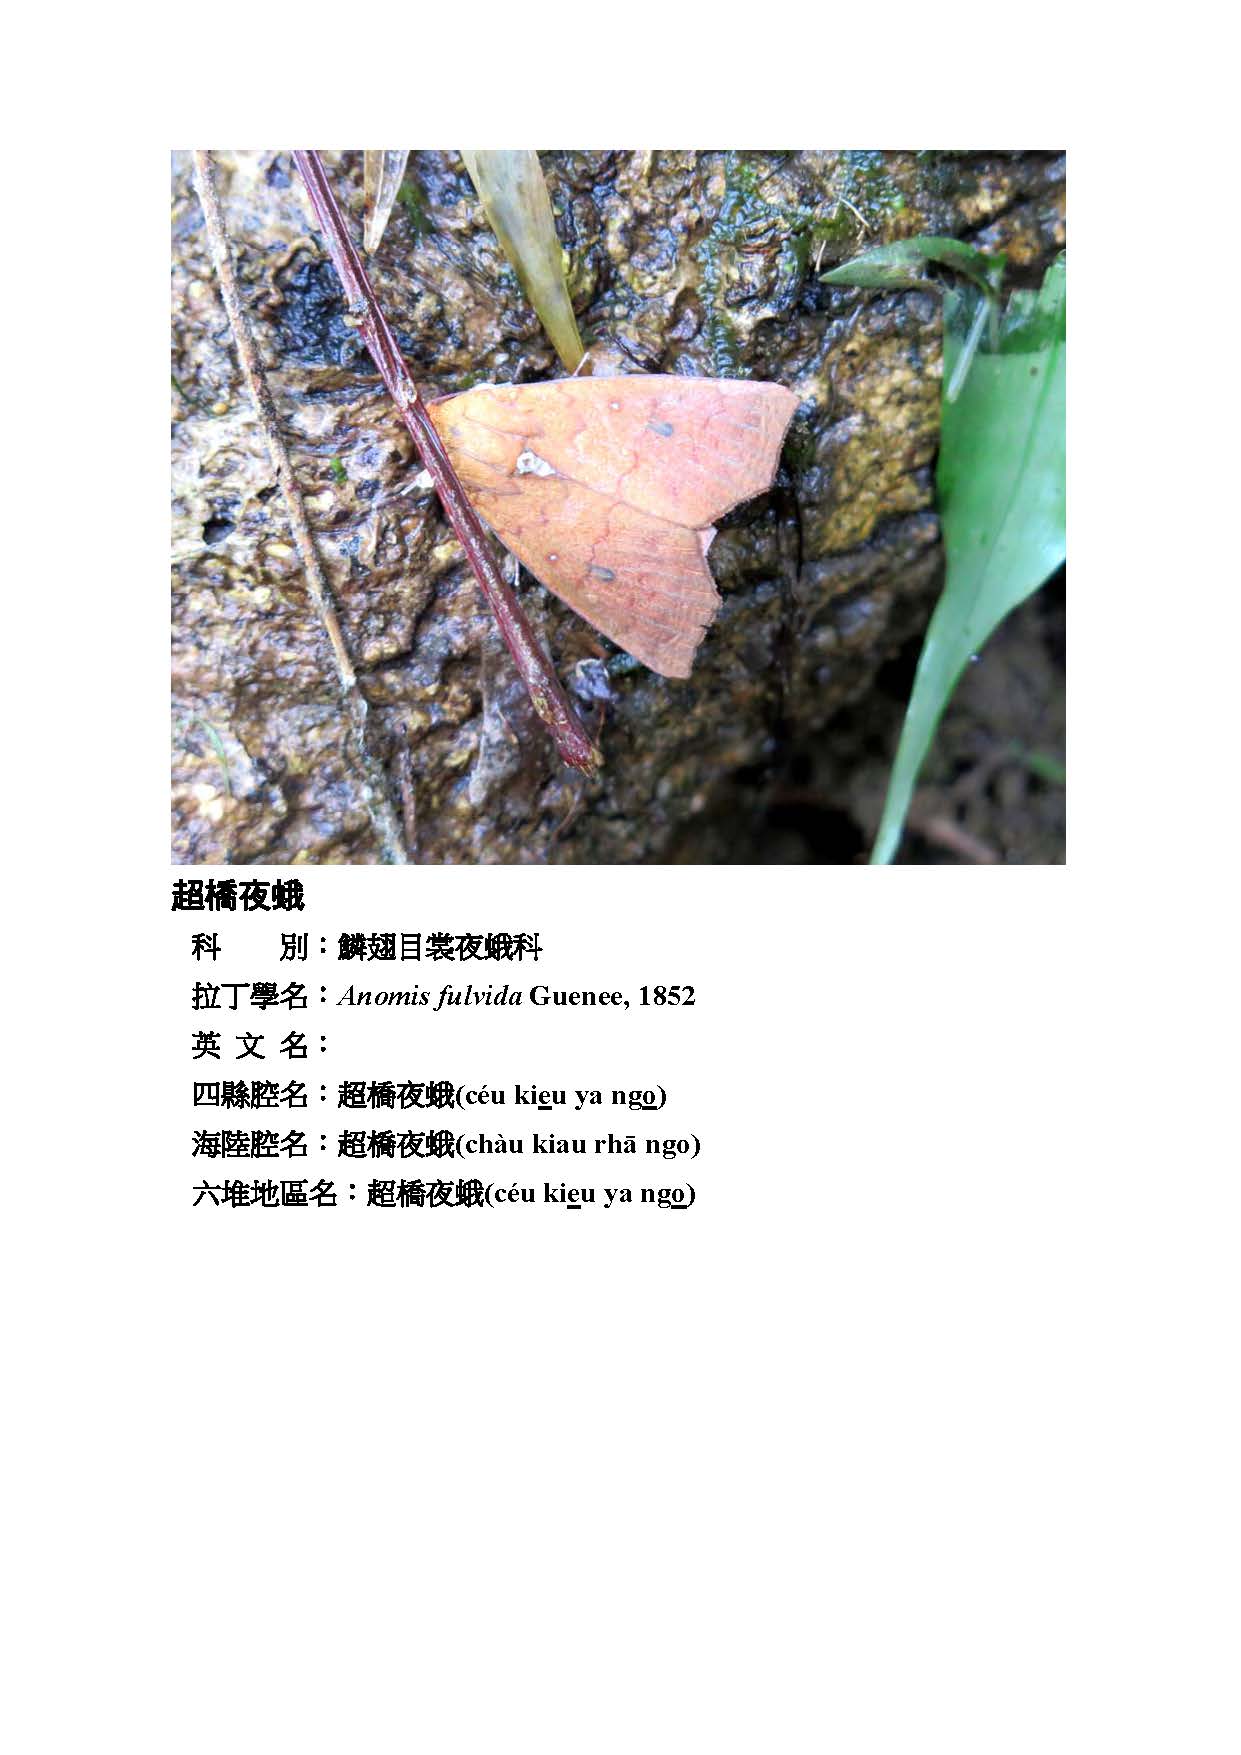 超橋夜蛾
科　　別：鱗翅目裳夜蛾科
拉丁學名：Anomis fulvida Guenee, 1852
英 文 名：
四縣腔名：超橋夜蛾(céu kieu ya ngo)
海陸腔名：超橋夜蛾(chàu kiau rhā ngo)
六堆地區名：超橋夜蛾(céu kieu ya ngo)